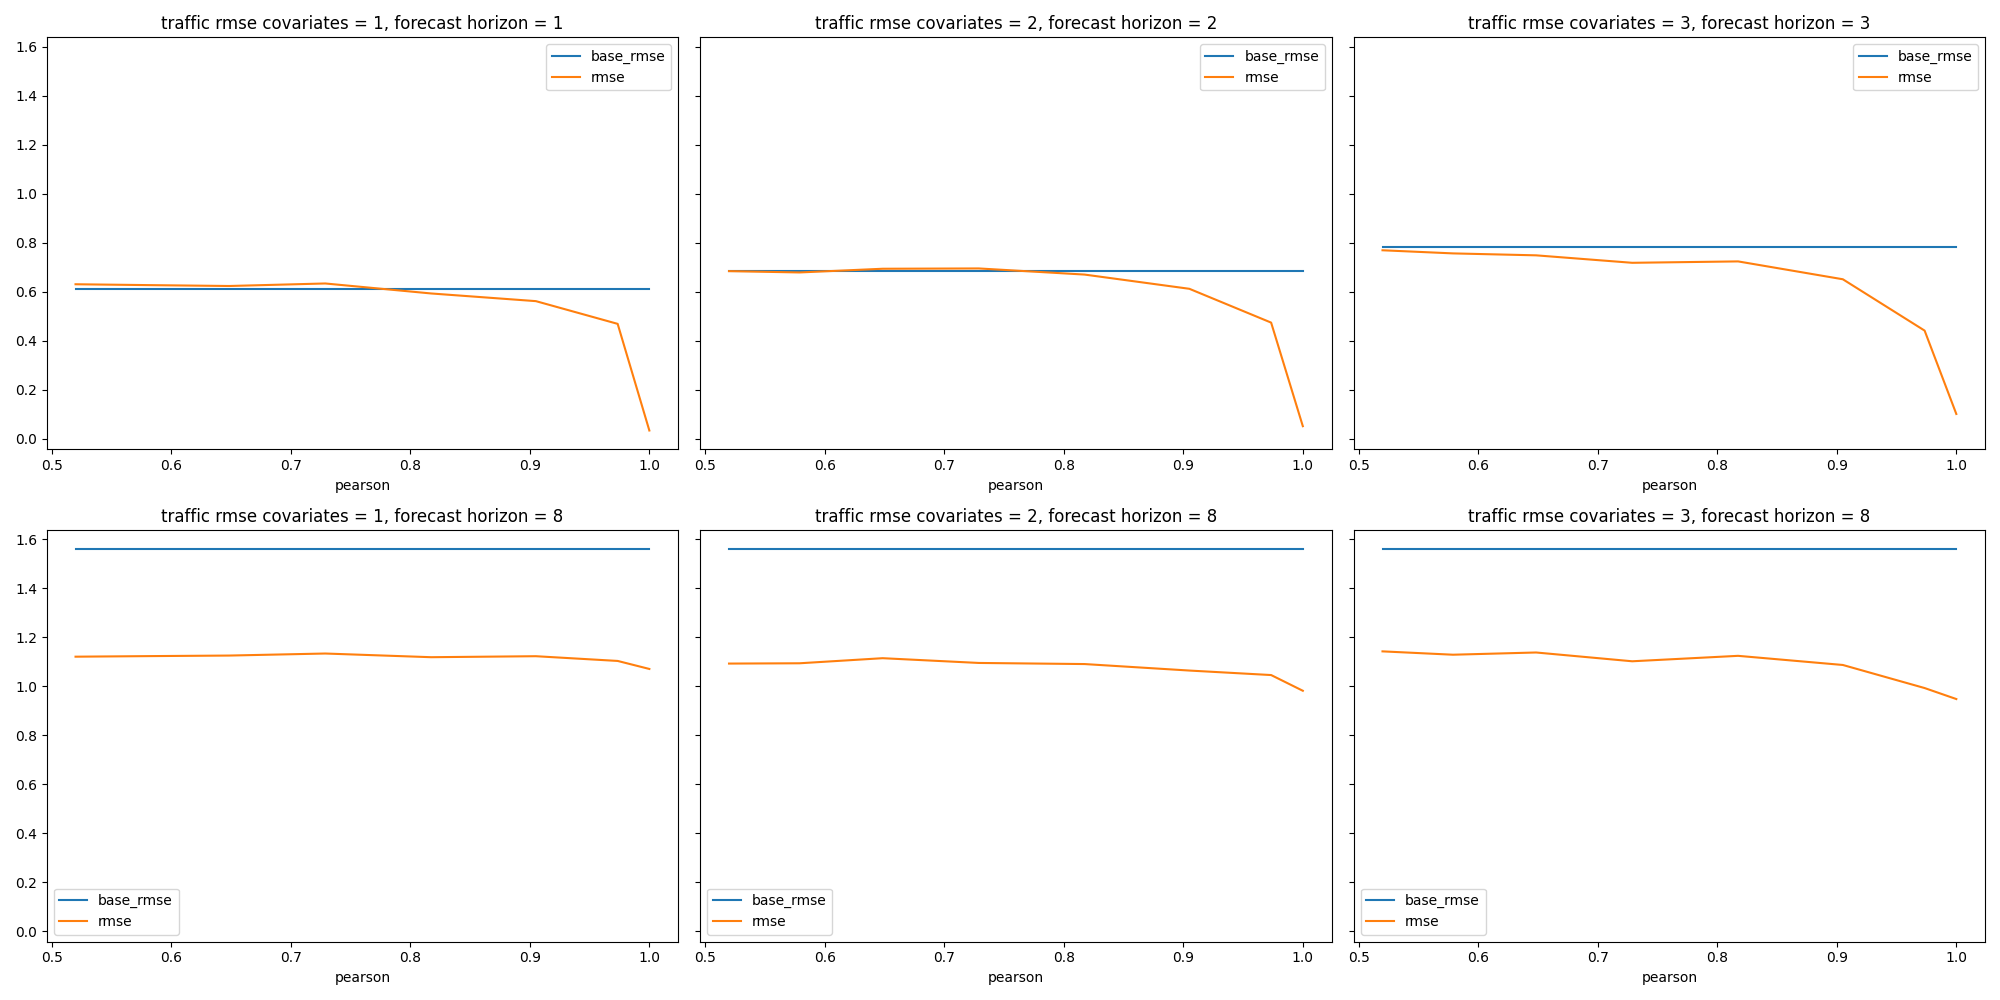 traffic rmse covariates = 1, forecast horizon = 1
1.6
1.4
1.2
1.0
0.8
0.6
0.4
0.2
0.0
base_rmse
rmse
0.5 0.6 0.7 0.8 0.9 1.0
pearson
traffic rmse covariates = 2, forecast horizon = 2
base_rmse
rmse
0.5 0.6 0.7 0.8 0.9 1.0
pearson
traffic rmse covariates = 3, forecast horizon = 3
base_rmse
rmse
0.5 0.6 0.7 0.8 0.9 1.0
pearson
traffic rmse covariates = 1, forecast horizon = 8
1.6
1.4
1.2
1.0
0.8
0.6
0.4
0.2
0.0
base_rmse
rmse
0.5 0.6 0.7 0.8 0.9 1.0
pearson
traffic rmse covariates = 2, forecast horizon = 8
base_rmse
rmse
0.5 0.6 0.7 0.8 0.9 1.0
pearson
traffic rmse covariates = 3, forecast horizon = 8
base_rmse
rmse
0.5 0.6 0.7 0.8 0.9 1.0
pearson